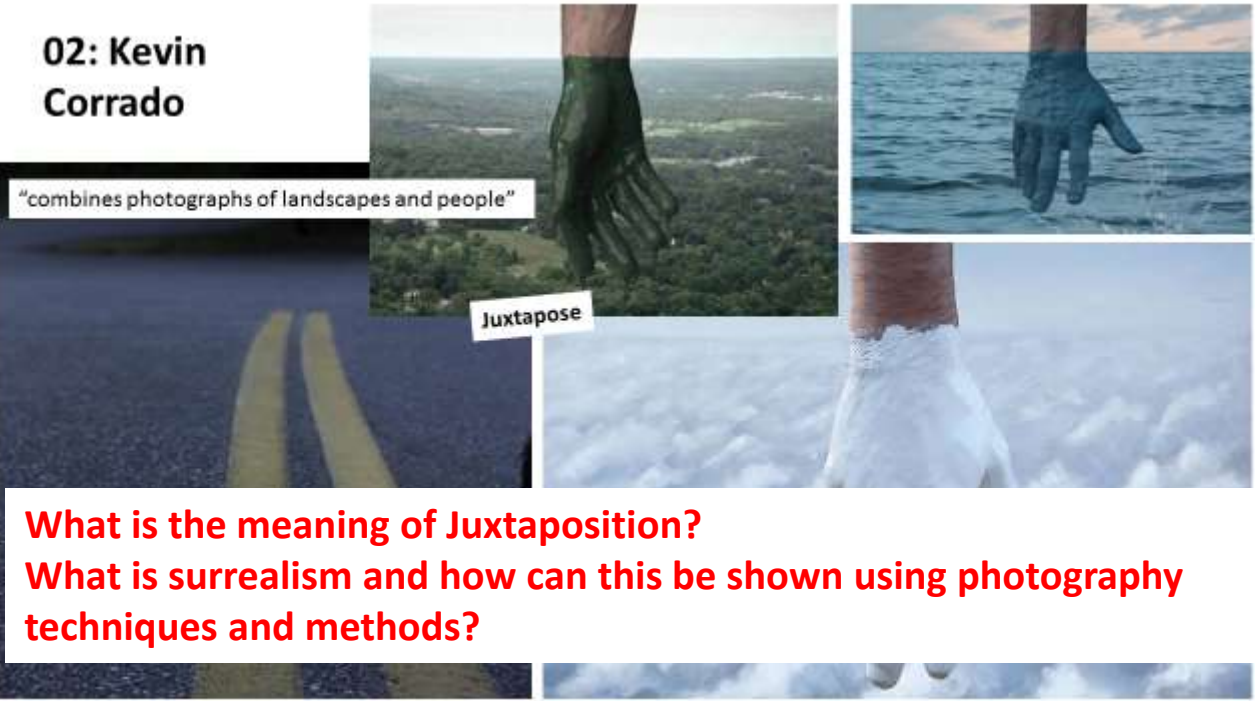 02: Kevin
Corrado
“combines photographs of landscapes and people”
Juxtapose
What is the meaning of Juxtaposition?
What is surrealism and how can this be shown using photography
techniques and methods?